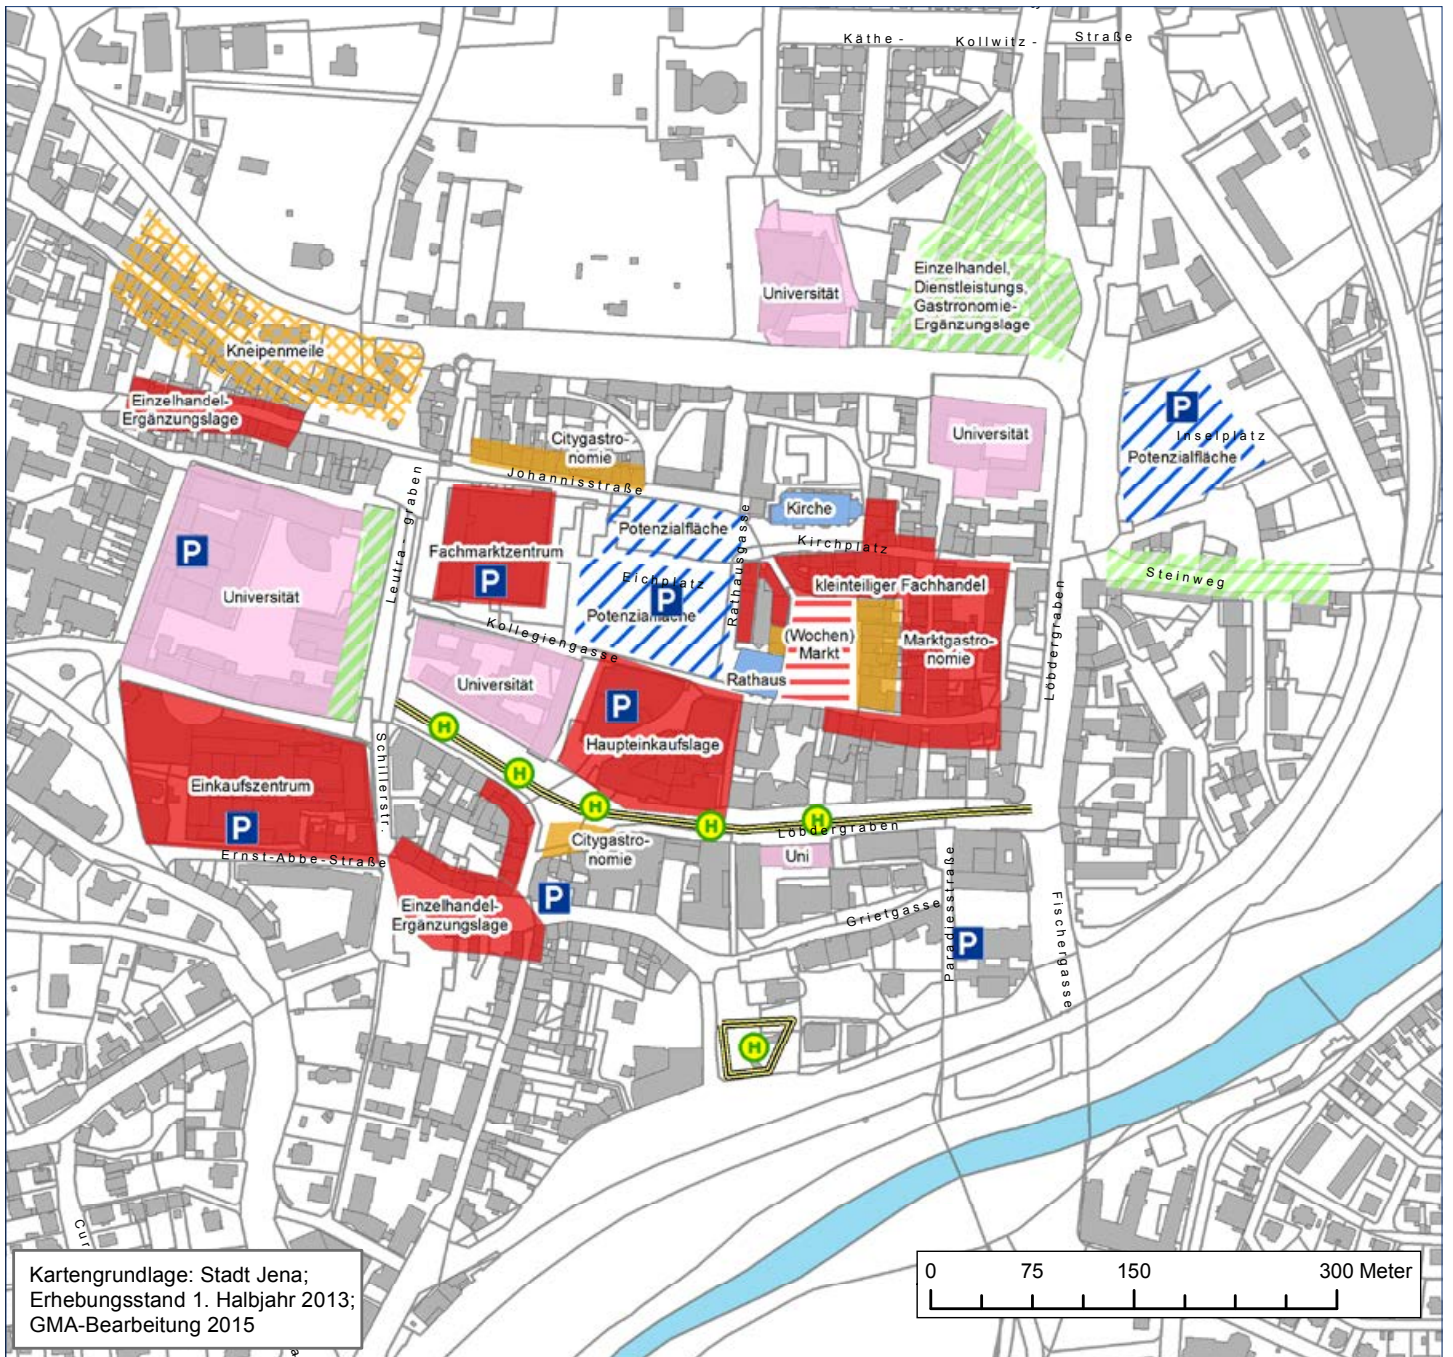 Käthe - Kollwitz - Straße
Universität
Einzelhandel,
Dienstleistungs,
Gastronomie-
Ergänzungslage
Kneipenmeile
Einzelhandel-
Ergänzungslage
Citygastro-
nomie
Universität
P
Inselplatz
Potenzialfläche
Johannisstraße
Leutra - graben
Kirche
Potenzialfläche
Kirchplatz
Rathausgasse
P
Fachmarktzentrum
P
Eichplatz
P
Potenzialfläche
kleinteiliger Fachhandel
Steinweg
Universität
Kollegiengasse
(Wochen)
Markt
Marktgastro-
nomie
Löbdergraben
Universität
Rathaus
P
Haupteinkaufslage
H
H
H
H
H
Schillerstr.
Einkaufszentrum
P
Löbdergraben
Citygastro-
nomie
Uni
Ernst-Abbe-Straße
Einzelhandel-
Ergänzungslage
P
Grietgasse
Paradiesstraße
P
Fischergasse
H
Cur
Kartengrundlage: Stadt Jena;
Erhebungsstand 1. Halbjahr 2013;
GMA-Bearbeitung 2015
0 75 150 300 Meter